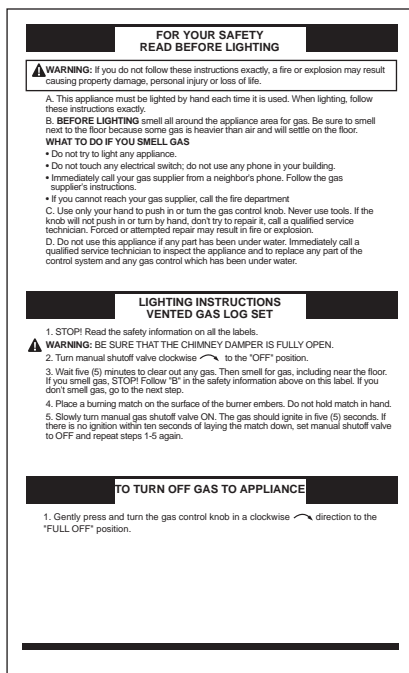 FOR YOUR SAFETY
READ BEFORE LIGHTING
WARNING: If you do not follow these instructions exactly, a fire or explosion may result
causing property damage, personal injury or loss of life.
A. This appliance must be lighted by hand each time it is used. When lighting, follow
these instructions exactly.
B. BEFORE LIGHTING smell all around the appliance area for gas. Be sure to smell
next to the floor because some gas is heavier than air and will settle on the floor.
WHAT TO DO IF YOU SMELL GAS
• Do not try to light any appliance.
• Do not touch any electrical switch; do not use any phone in your building.
• Immediately call your gas supplier from a neighbor's phone. Follow the gas
supplier's instructions.
• If you cannot reach your gas supplier, call the fire department
C. Use only your hand to push in or turn the gas control knob. Never use tools. If the
knob will not push in or turn by hand, don't try to repair it, call a qualified service
technician. Forced or attempted repair may result in fire or explosion.
D. Do not use this appliance if any part has been under water. Immediately call a
qualified service technician to inspect the appliance and to replace any part of the
control system and any gas control which has been under water.
LIGHTING INSTRUCTIONS
VENTED GAS LOG SET
1. STOP! Read the safety information on all the labels.
WARNING: BE SURE THAT THE CHIMNEY DAMPER IS FULLY OPEN.
2. Turn manual shutoff valve clockwise to the "OFF" position.
3. Wait five (5) minutes to clear out any gas. Then smell for gas, including near the floor.
If you smell gas, STOP! Follow "B" in the safety information above on this label. If you
don't smell gas, go to the next step.
4. Place a burning match on the surface of the burner embers. Do not hold match in hand.
5. Slowly turn manual gas shutoff valve ON. The gas should ignite in five (5) seconds. If
there is no ignition within ten seconds of laying the match down, set manual shutoff valve
to OFF and repeat steps 1-5 again.
TO TURN OFF GAS TO APPLIANCE
1. Gently press and turn the gas control knob in a clockwise direction to the
"FULL OFF" position.